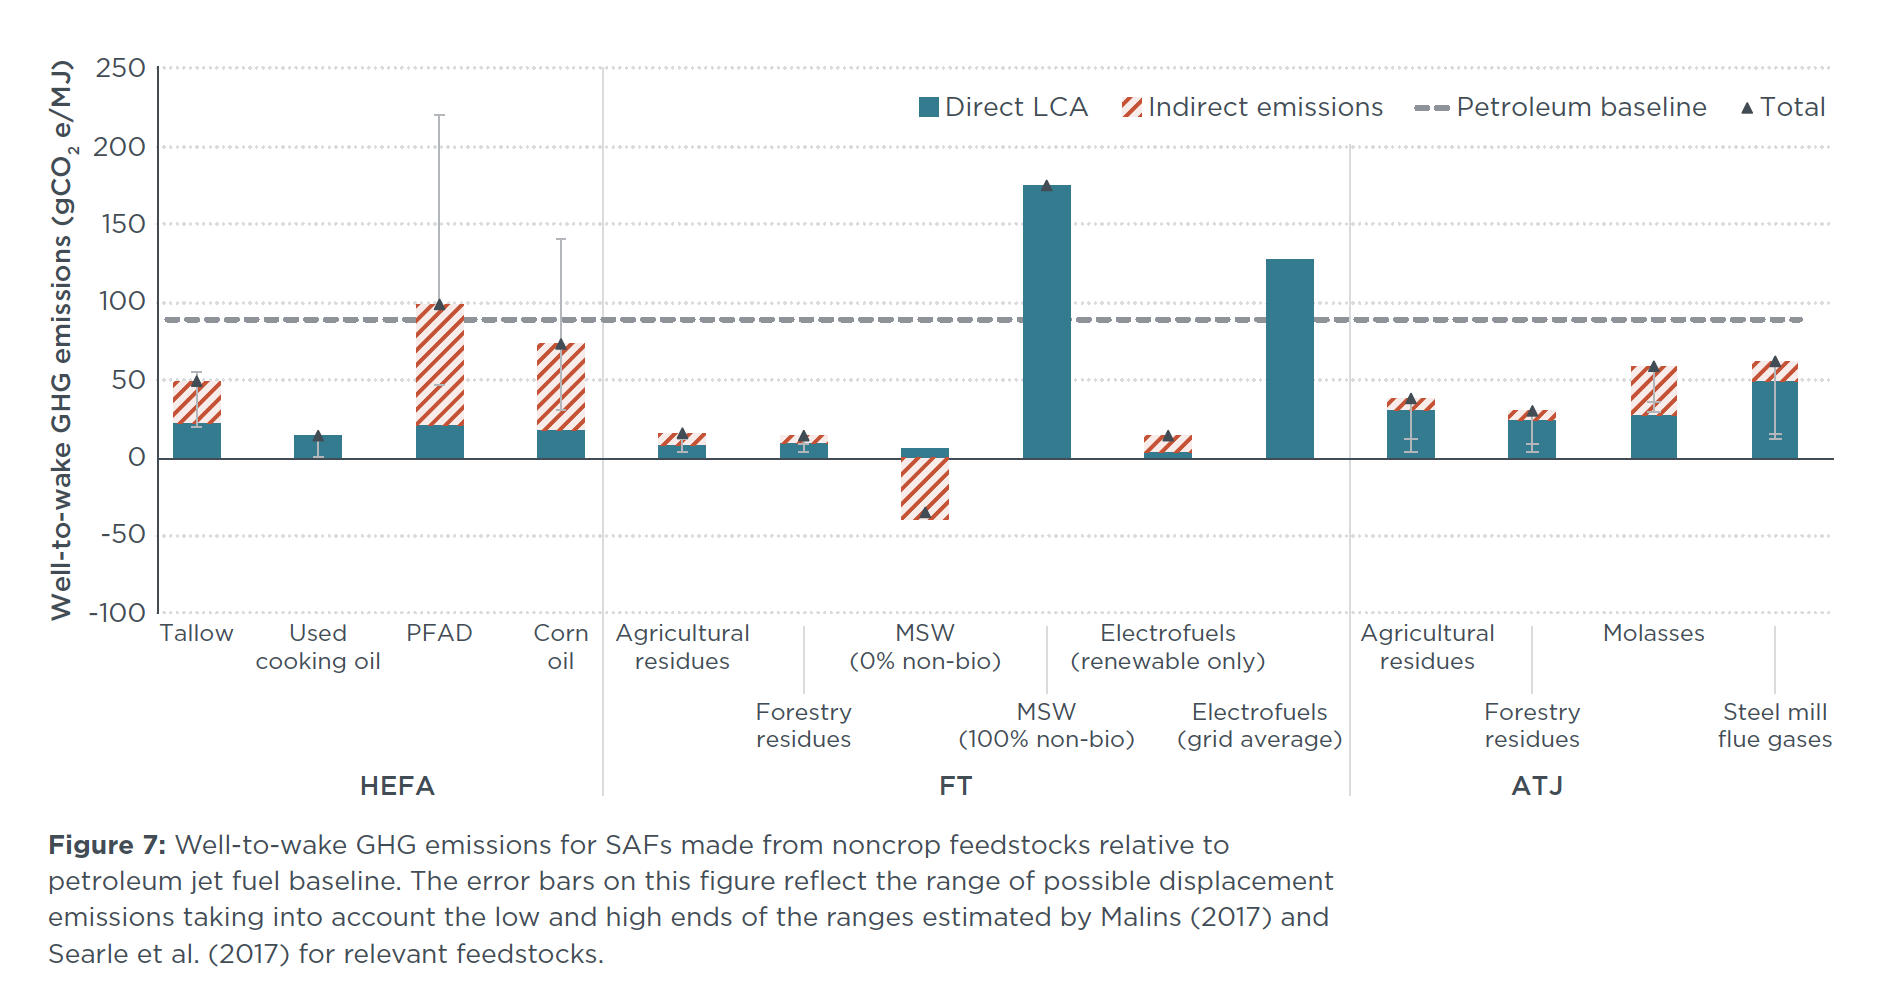 Well-to-wake GHG emissions (gCO2 e/MJ)
250
200
150
100
50
0
-50
-100
Direct LCA
Indirect emissions
Petroleum baseline
Total
Tallow
Used
cooking oil
PFAD
Corn
oil
Agricultural
residues
Forestry
residues
MSW
(0% non-bio)
MSW
(100% non-bio)
Electrofuels
(renewable only)
Electrofuels
(grid average)
Agricultural
residues
Forestry
residues
Molasses
Steel mill
flue gases
HEFA
FT
ATJ
Figure 7: Well-to-wake GHG emissions for SAFs made from noncrop feedstocks relative to
petroleum jet fuel baseline. The error bars on this figure reflect the range of possible displacement
emissions taking into account the low and high ends of the ranges estimated by Malins (2017) and
Searle et al. (2017) for relevant feedstocks.